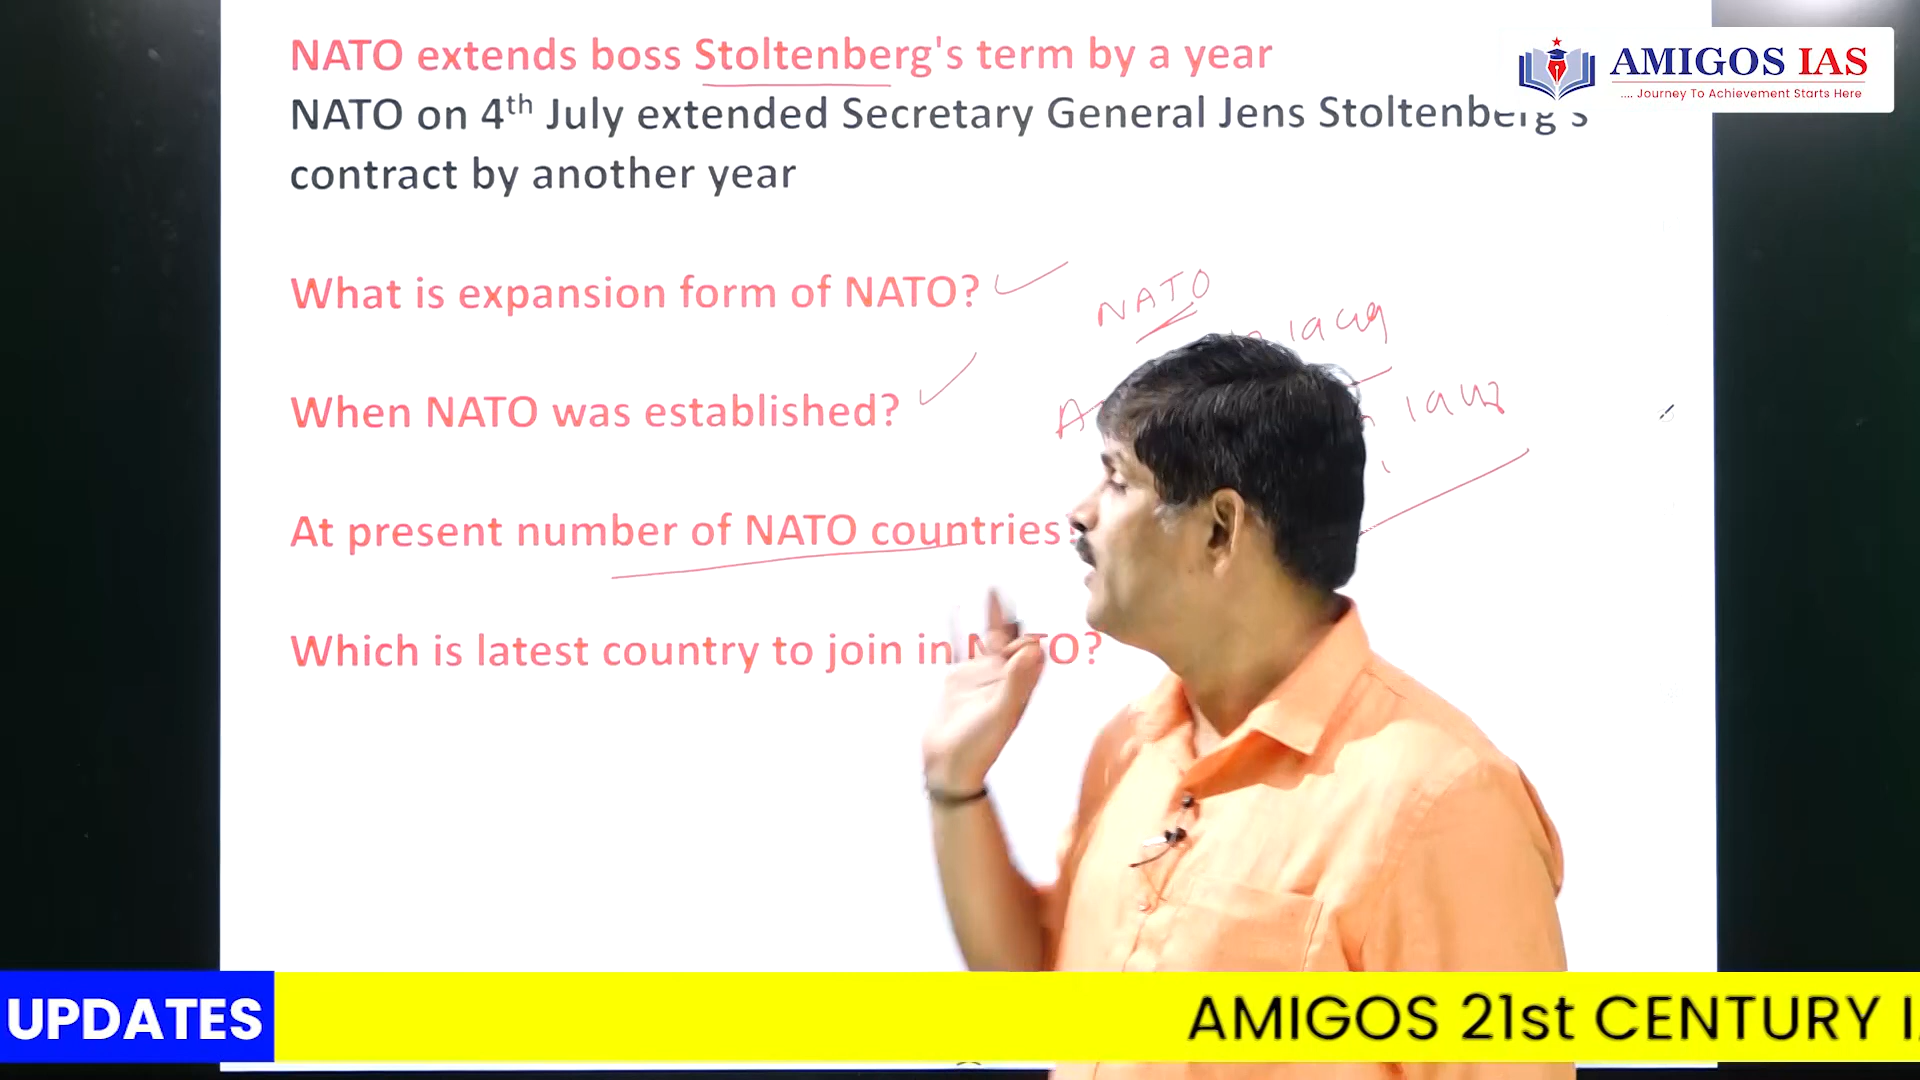 NATO extends boss Stoltenberg's term by a year
NATO on 4th July extended Secretary General Jens Stoltenberg's
contract by another year
AMIGOS IAS
.... Journey To Achievement Starts Here
What is expansion form of NATO?
NATO
When NATO was established?
At present number of NATO countries
Which is latest country to join in NATO?
UPDATES
AMIGOS 21st CENTURY